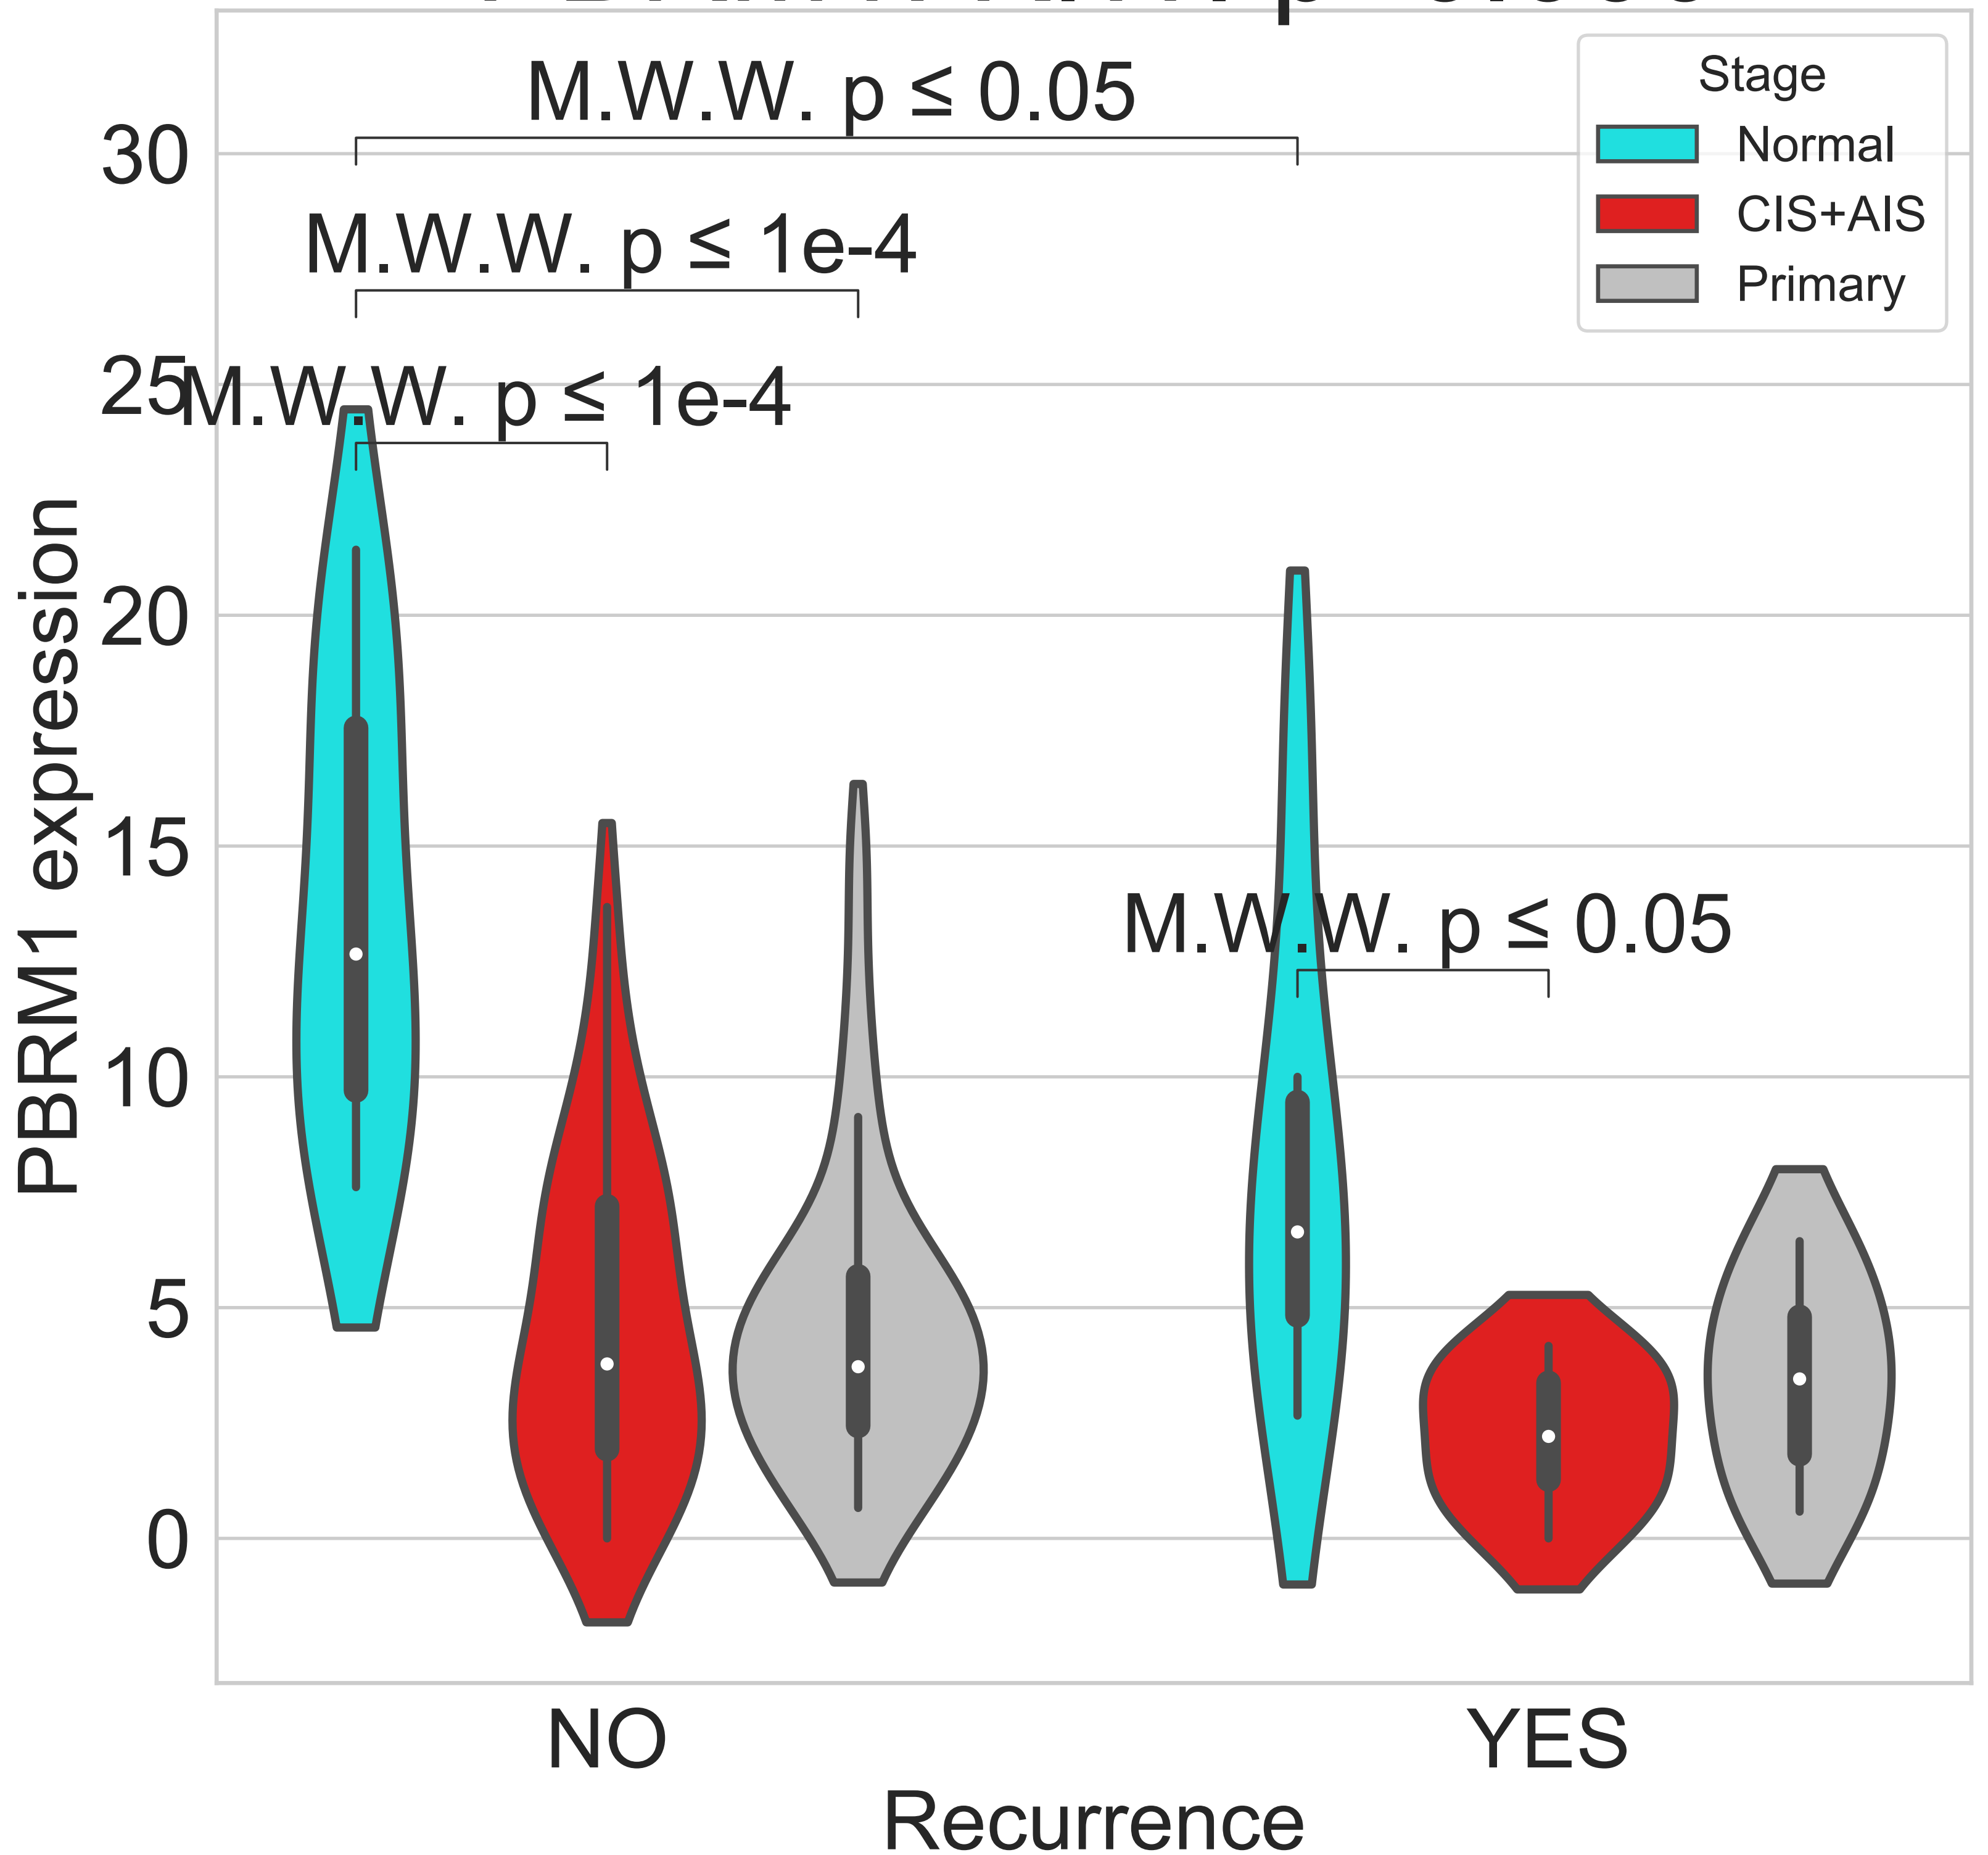 M.W.W. p ≤ 0.05
Stage
Normal
CIS+AIS
Primary
M.W.W. p ≤ 1e-4
M.W.W. p ≤ 1e-4
M.W.W. p ≤ 0.05
PBRM1 expression
30
25
20
15
10
5
0
NO
YES
Recurrence